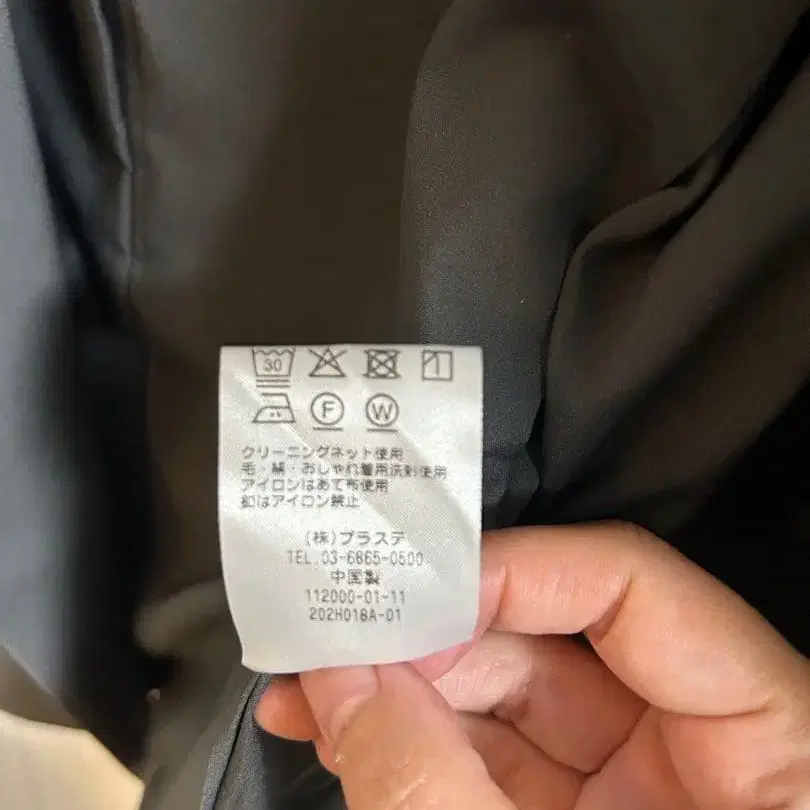 30
F W
クリーニングネット使用
毛・絹・おしゃれ着用洗剤使用
アイロンはあて布使用
釦はアイロン禁止
(株)プラステ
TEL.03-6865-0500
中国製
112000-01-11
202H018A-01